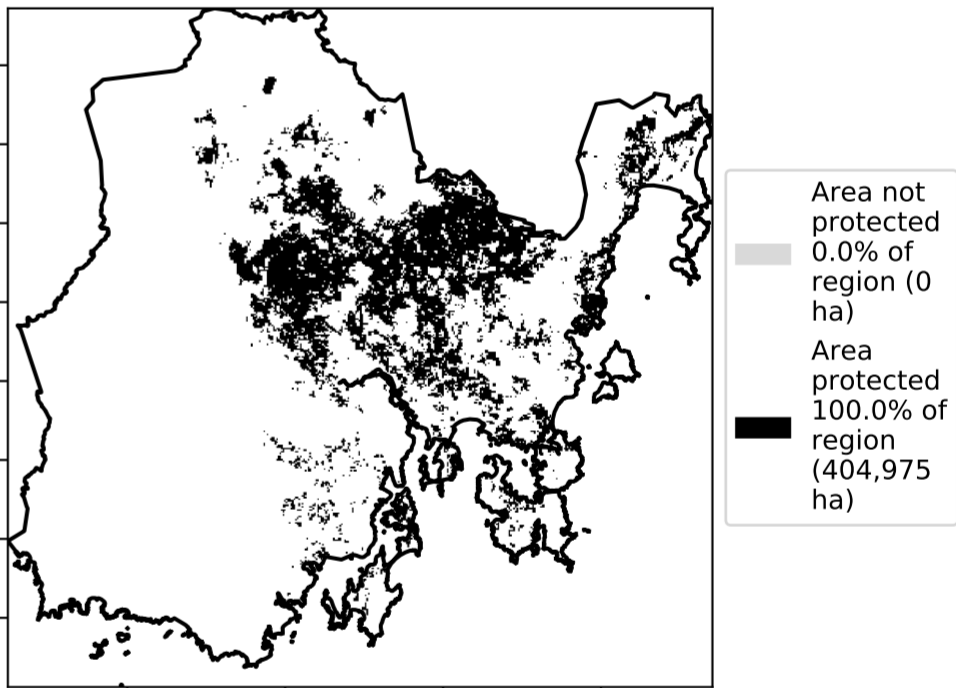 Area not
protected
0.0% of
region (0
ha)
Area
protected
100.0% of
region
(404,975
ha)